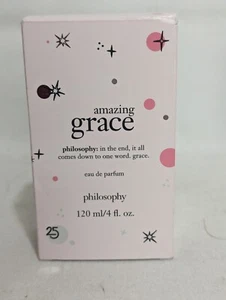 amazing
grace
philosophy: in the end, it all
comes down to one word. grace.
eau de parfum
philosophy
120 ml/4 fl. oz.
25